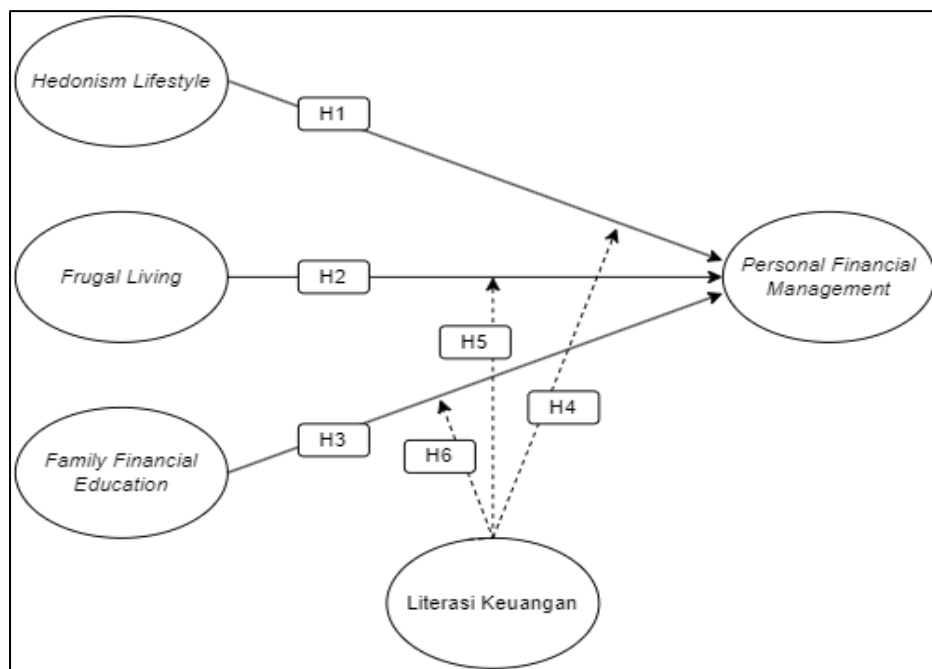 Hedonism Lifestyle
H1
Frugal Living
H2
Personal Financial
Management
H5
H4
Family Financial
Education
H3
H6
Literasi Keuangan